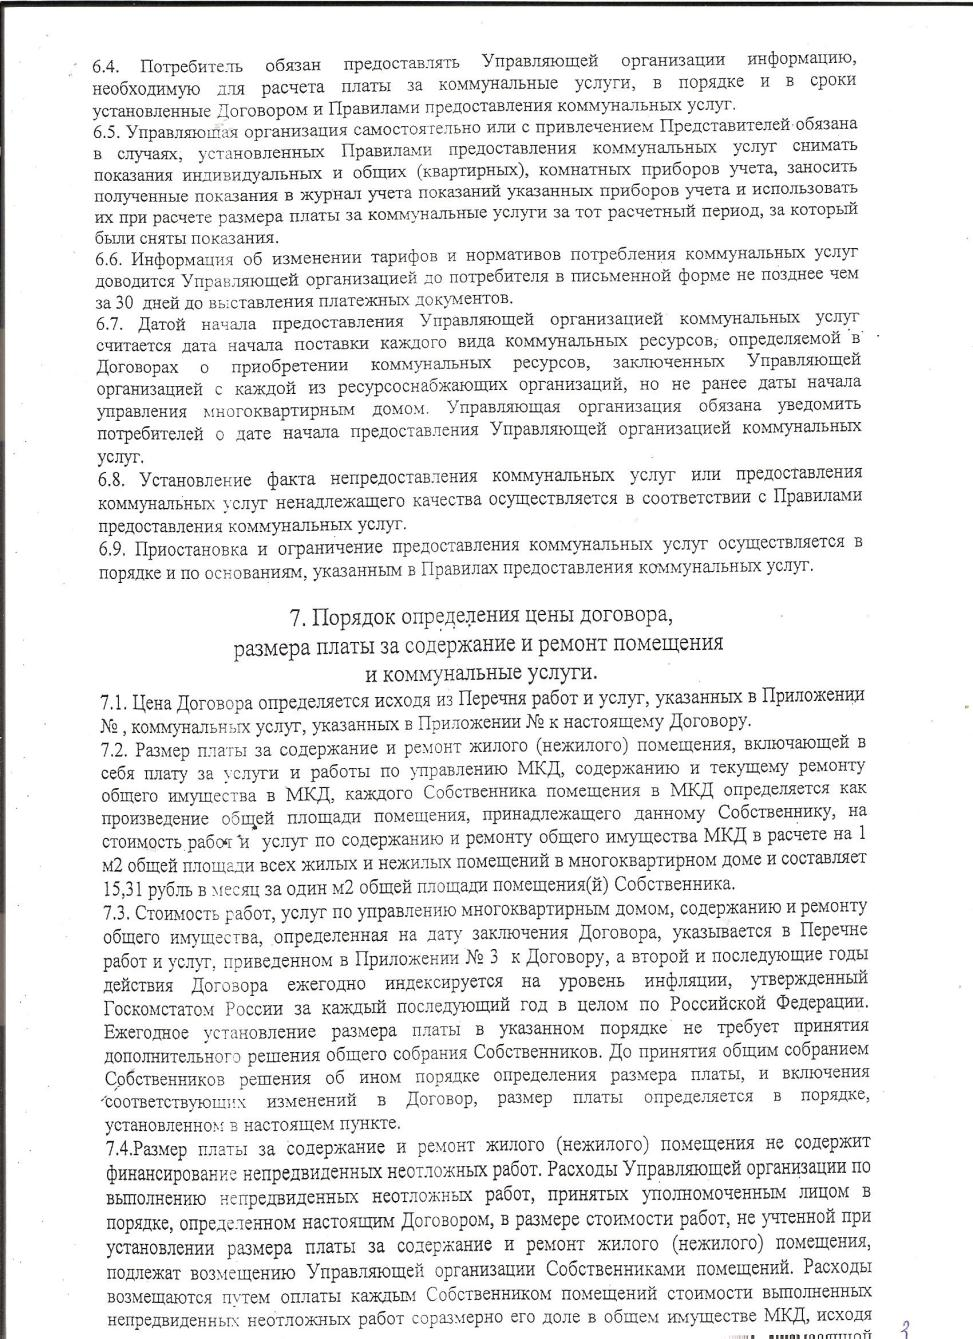 6.4. Потребитель обязан предоставлять Управляющей организации информацию,
необходимую для расчета платы за коммунальные услуги, в порядке и в сроки
установленные Договором и Правилами предоставления коммунальных услуг.
6.5. Управляющая организация самостоятельно или с привлечением Представителей обязана
в случаях, установленных Правилами предоставления коммунальных услуг снимать
показания индивидуальных и общих (квартирных), комнатных приборов учета, заносить
полученные показания в журнал учета показаний указанных приборов учета и использовать
их при расчете размера платы за коммунальные услуги за тот расчетный период, за который
были сняты показания.
6.6. Информация об изменении тарифов и нормативов потребления коммунальных услуг
доводится Управляющей организацией до потребителя в письменной форме не позднее чем
за 30 дней до выставления платежных документов.
6.7. Датой начала предоставления Управляющей организацией коммунальных услуг
считается дата начала поставки каждого вида коммунальных ресурсов, определяемой в
Договорах о приобретении коммунальных ресурсов, заключенных Управляющей
организацией с каждой из ресурсоснабжающих организаций, но не ранее даты начала
управления многоквартирным домом. Управляющая организация обязана уведомить
потребителей о дате начала предоставления Управляющей организацией коммунальных
услуг.
6.8. Установление факта непредоставления коммунальных услуг или предоставления
коммунальных услуг ненадлежащего качества осуществляется в соответствии с Правилами
предоставления коммунальных услуг.
6.9. Приостановка и ограничение предоставления коммунальных услуг осуществляется в
порядке и по основаниям, указанным в Правилах предоставления коммунальных услуг.
7. Порядок определения цены договора,
размера платы за содержание и ремонт помещения
и коммунальные услуги.
7.1. Цена Договора определяется исходя из Перечня работ и услуг, указанных в Приложении
№ , коммунальных услуг, указанных в Приложении № к настоящему Договору.
7.2. Размер платы за содержание и ремонт жилого (нежилого) помещения, включающей в
себя плату за услуги и работы по управлению МКД, содержанию и текущему ремонту
общего имущества в МКД, каждого Собственника помещения в МКД определяется как
произведение общей площади помещения, принадлежащего данному Собственнику, на
стоимость работ и услуг по содержанию и ремонту общего имущества МКД в расчете на 1
м2 общей площади всех жилых и нежилых помещений в многоквартирном доме и составляет
15,31 рубль в месяц за один м2 общей площади помещения(й) Собственника.
7.3. Стоимость работ, услуг по управлению многоквартирным домом, содержанию и ремонту
общего имущества, определенная на дату заключения Договора, указывается в Перечне
работ и услуг, приведенном в Приложении № 3 к Договору, а второй и последующие годы
действия Договора ежегодно индексируется на уровень инфляции, утвержденный
Госкомстатом России за каждый последующий год в целом по Российской Федерации.
Ежегодное установление размера платы в указанном порядке не требует принятия
дополнительного решения общего собрания Собственников. До принятия общим собранием
Собственников решения об ином порядке определения размера платы, и включения
соответствующих изменений в Договор, размер платы определяется в порядке,
установленном в настоящем пункте.
7.4.Размер платы за содержание и ремонт жилого (нежилого) помещения не содержит
финансирование непредвиденных неотложных работ. Расходы Управляющей организации по
выполнению непредвиденных неотложных работ, принятых уполномоченным лицом в
порядке, определенном настоящим Договором, в размере стоимости работ, не учтенной при
установлении размера платы за содержание и ремонт жилого (нежилого) помещения,
подлежат возмещению Управляющей организации Собственниками помещений. Расходы
возмещаются путем оплаты каждым Собственником помещений стоимости выполненных
непредвиденных неотложных работ соразмерно его доле в общем имуществе МКД, исходя
3